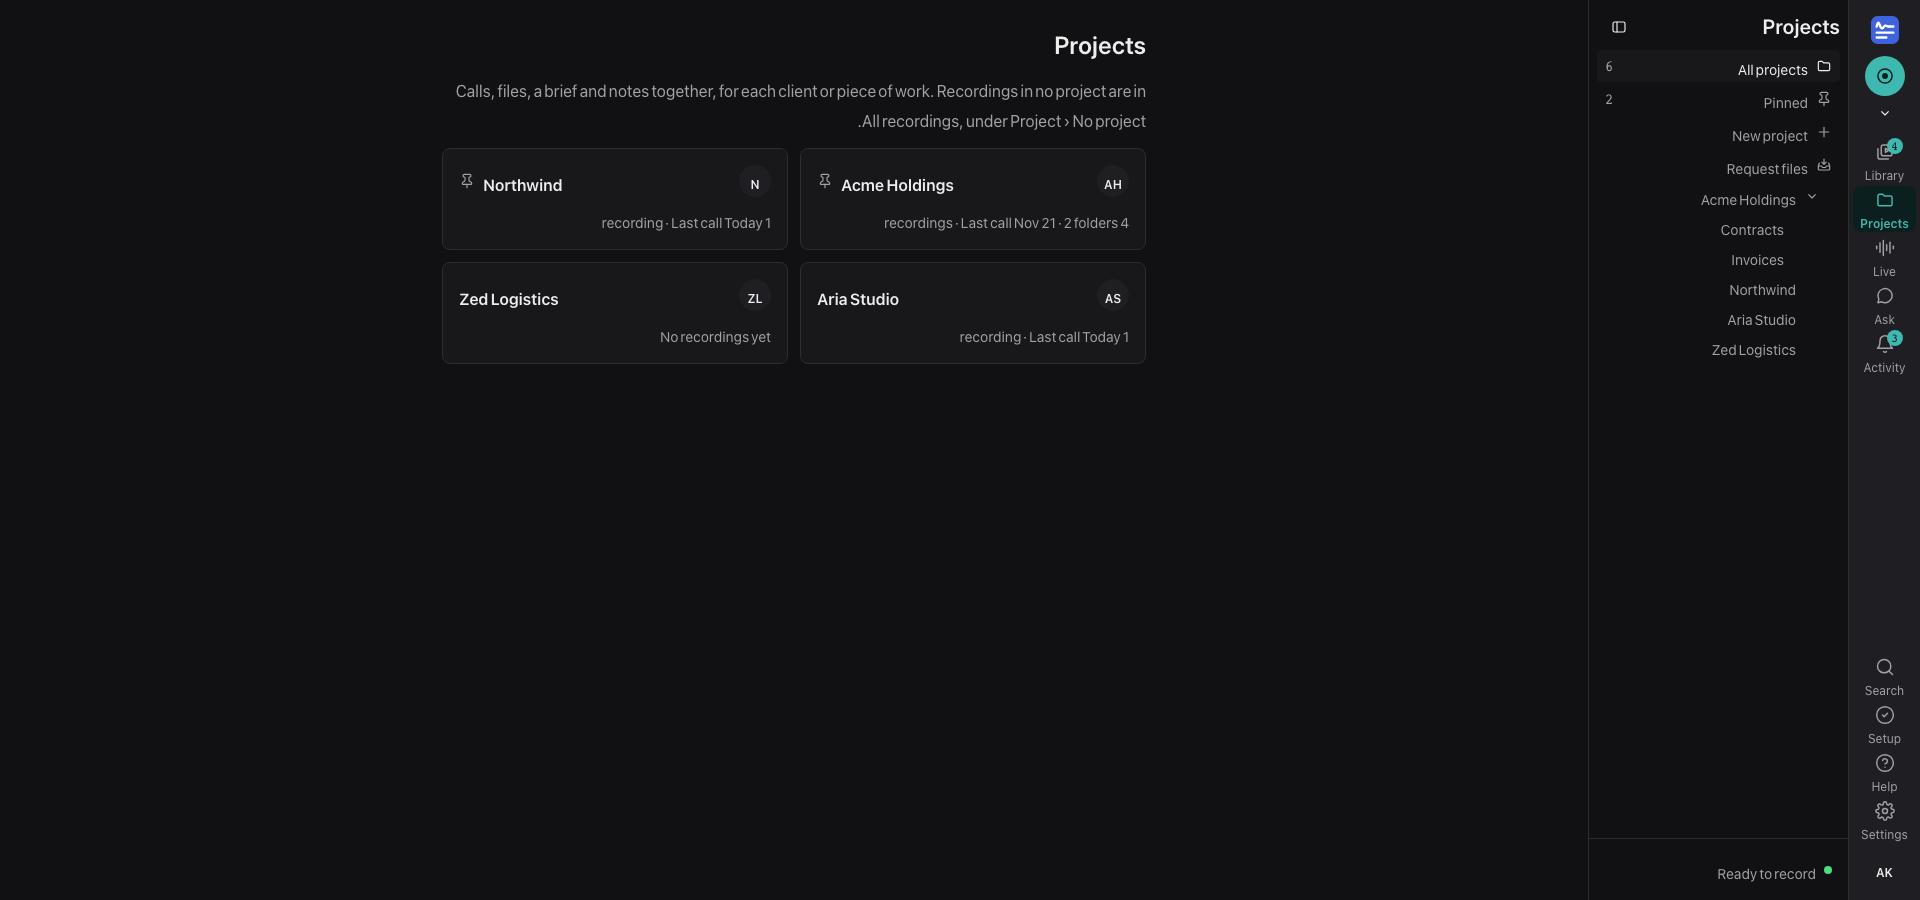 Projects
Calls, files, a brief and notes together, for each client or piece of work. Recordings in no project are in
.All recordings, under Project › No project
AH
Acme Holdings
recordings · Last call Nov 21 · 2 folders 4
N
Northwind
recording · Last call Today 1
AS
Aria Studio
recording · Last call Today 1
ZL
Zed Logistics
No recordings yet
Projects
All projects 6
Pinned 2
New project
Request files
Acme Holdings
Contracts
Invoices
Northwind
Aria Studio
Zed Logistics
Ready to record
4
Library
Projects
Live
Ask
3
Activity
Search
Setup
Help
Settings
AK